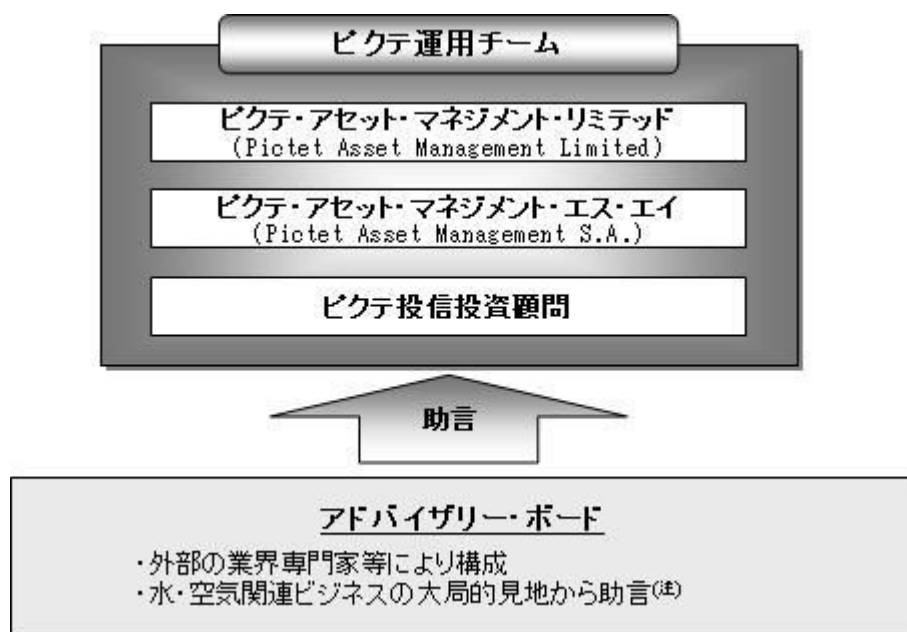 ピクテ運用チーム
ピクテ・アセット・マネジメント・リミテッド
(Pictet Asset Management Limited)
ピクテ・アセット・マネジメント・エス・エイ
(Pictet Asset Management S.A.)
ピクテ投信投資顧問
助言
アドバイザリー・ボード
・外部の業界専門家等により構成
・水・空気関連ビジネスの大局的見地から助言(注)